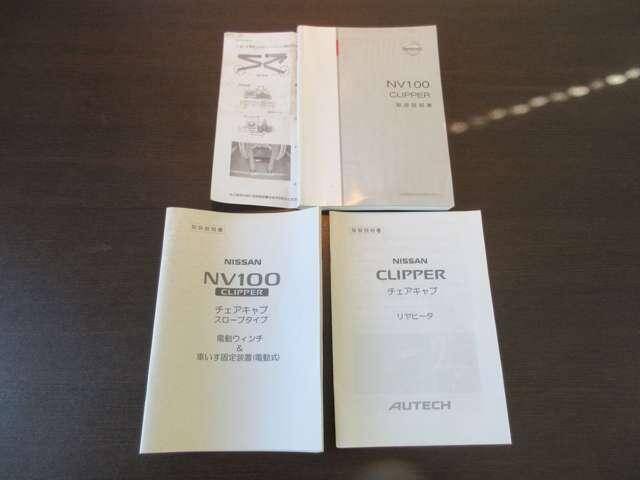 NISSAN
NV100
CLIPPER
取扱説明書
取扱説明書
NISSAN
NV100
CLIPPER
チェアキャブ
スロープタイプ
電動ウィンチ
&
車いす固定装置(電動式)
取扱説明書
NISSAN
CLIPPER
チェアキャブ
リヤヒータ
AUTECH